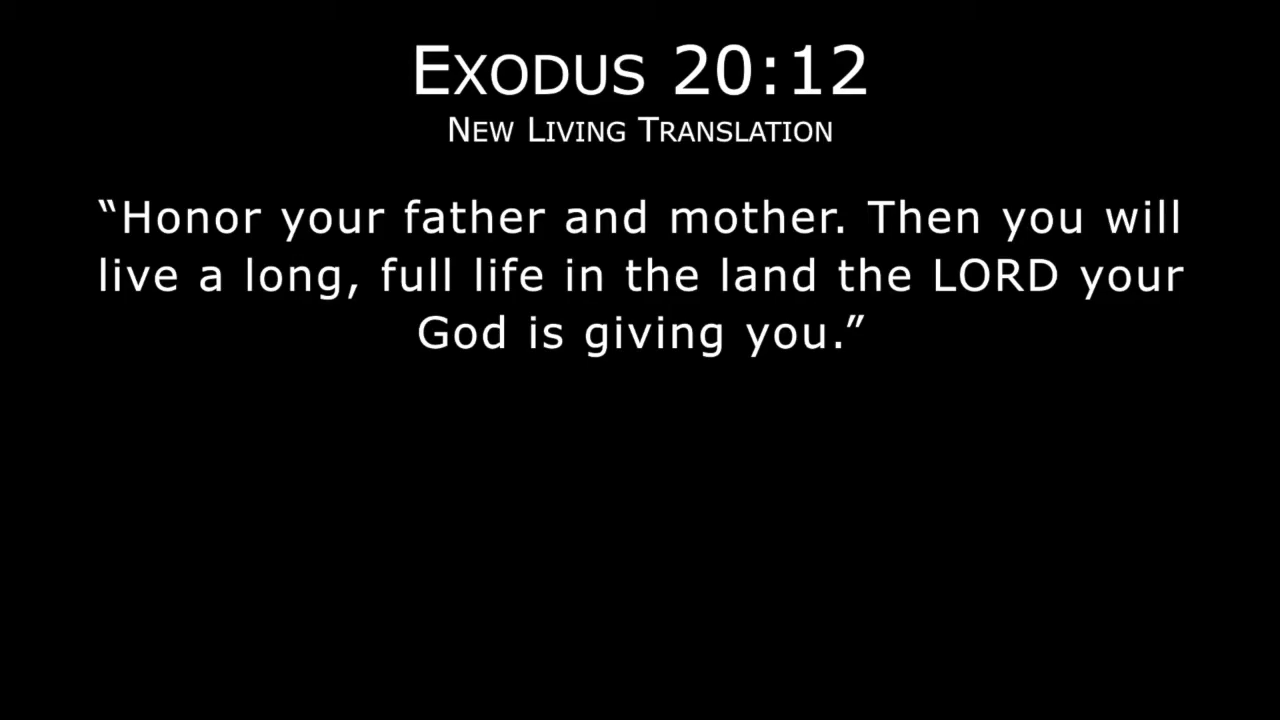 Exodus 20:12
New Living Translation
“Honor your father and mother. Then you will
live a long, full life in the land the LORD your
God is giving you.”